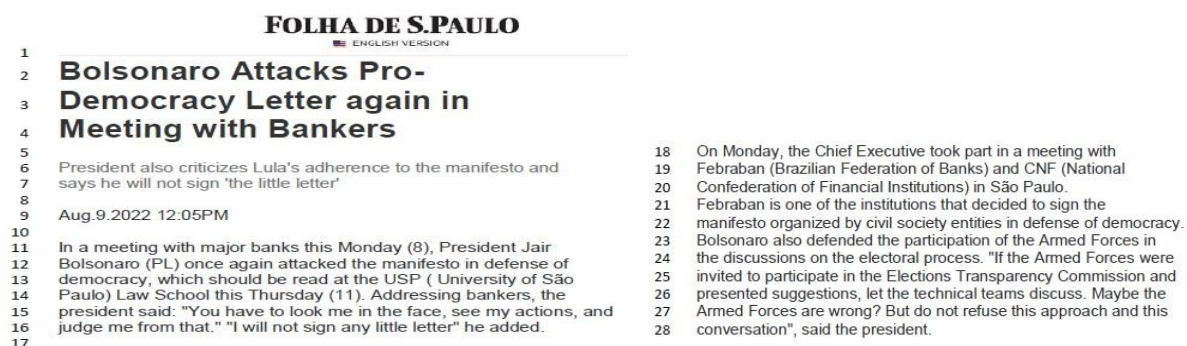 FOLHA DE S.PAULO
ENGLISH VERSION
1
2 Bolsonaro Attacks Pro-
3 Democracy Letter again in
4 Meeting with Bankers
5
6 President also criticizes Lula's adherence to the manifesto and
7 says he will not sign 'the little letter'
8
9 Aug.9.2022 12:05PM
10
11 In a meeting with major banks this Monday (8), President Jair
12 Bolsonaro (PL) once again attacked the manifesto in defense of
13 democracy, which should be read at the USP ( University of São
14 Paulo) Law School this Thursday (11). Addressing bankers, the
15 president said: "You have to look me in the face, see my actions, and
16 judge me from that." "I will not sign any little letter" he added.
17
18 On Monday, the Chief Executive took part in a meeting with
19 Febraban (Brazilian Federation of Banks) and CNF (National
20 Confederation of Financial Institutions) in São Paulo.
21 Febraban is one of the institutions that decided to sign the
22 manifesto organized by civil society entities in defense of democracy.
23 Bolsonaro also defended the participation of the Armed Forces in
24 the discussions on the electoral process. "If the Armed Forces were
25 invited to participate in the Elections Transparency Commission and
26 presented suggestions, let the technical teams discuss. Maybe the
27 Armed Forces are wrong? But do not refuse this approach and this
28 conversation", said the president.